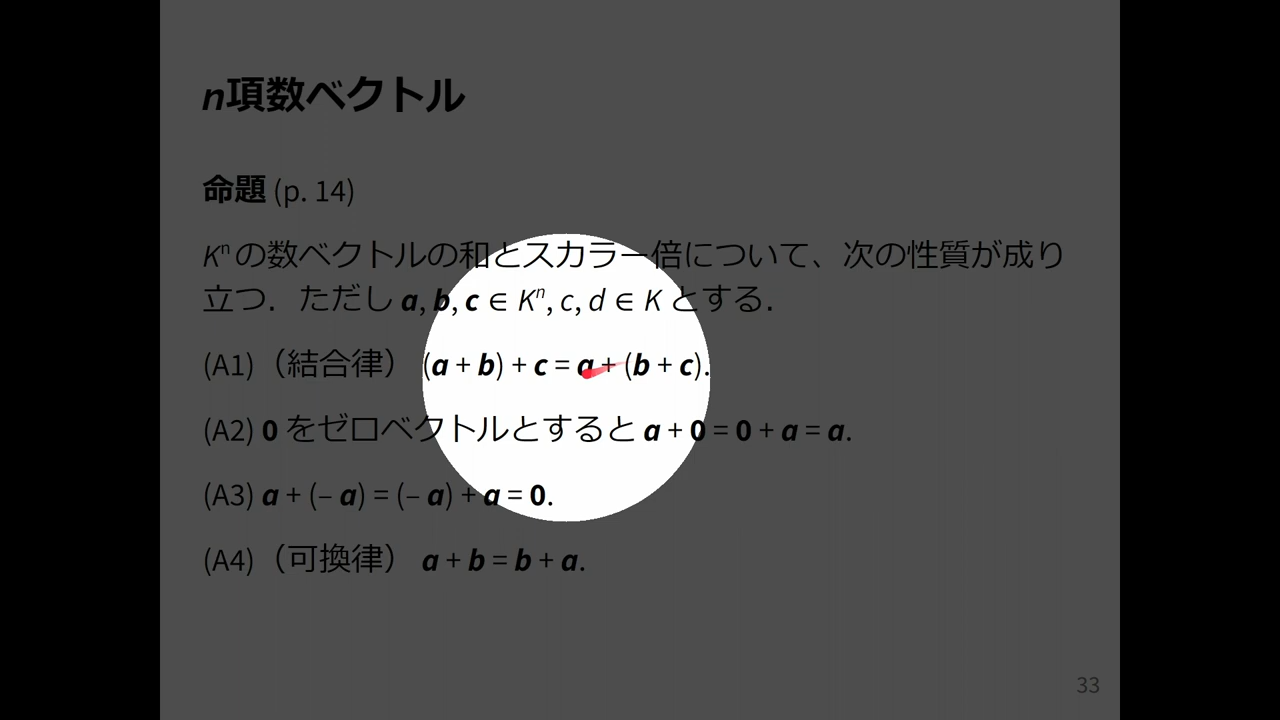 n項数ベクトル
命題 (p. 14)
Kⁿ の数ベクトルの和とスカラー倍について、次の性質が成り
立つ．ただし a, b, c ∈ Kⁿ, c, d ∈ K とする．
(A1)（結合律） (a + b) + c = a + (b + c).
(A2) 0 をゼロベクトルとすると a + 0 = 0 + a = a.
(A3) a + (– a) = (– a) + a = 0.
(A4)（可換律） a + b = b + a.
33